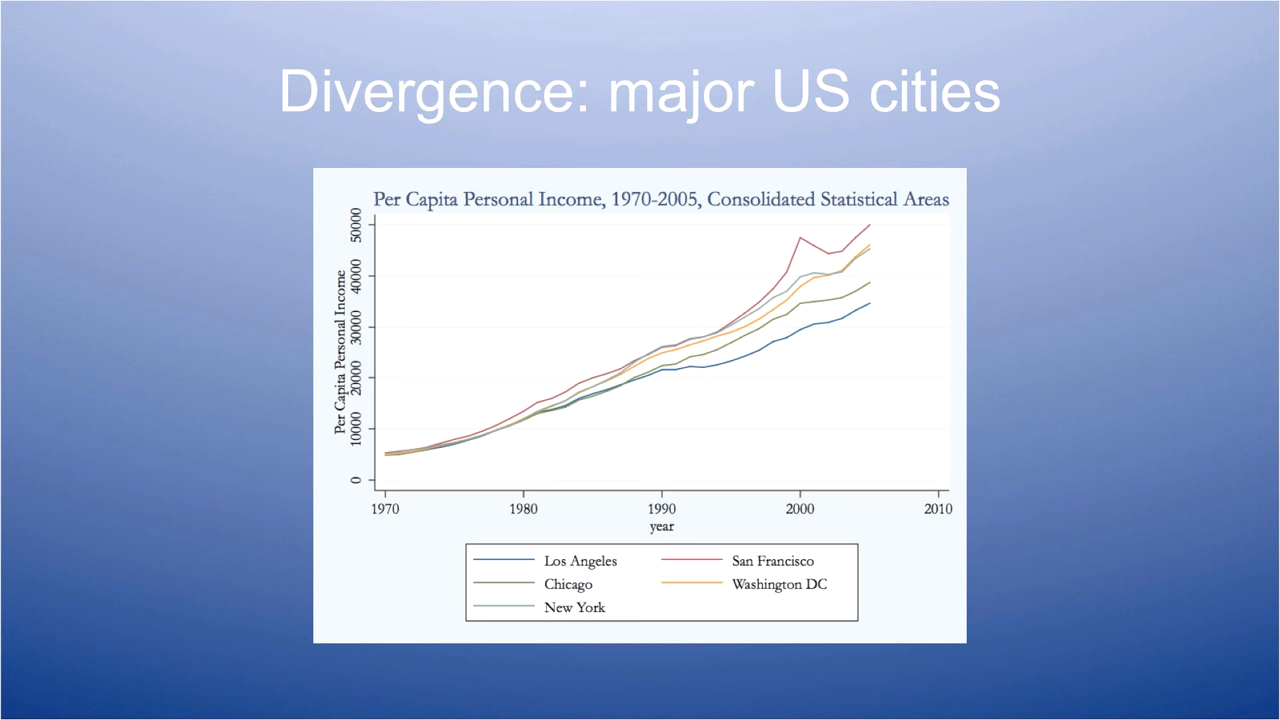 Divergence: major US cities
Per Capita Personal Income, 1970-2005, Consolidated Statistical Areas
Per Capita Personal Income
50000
40000
30000
20000
10000
0
1970 1980 1990 2000 2010
year
Los Angeles San Francisco
Chicago Washington DC
New York